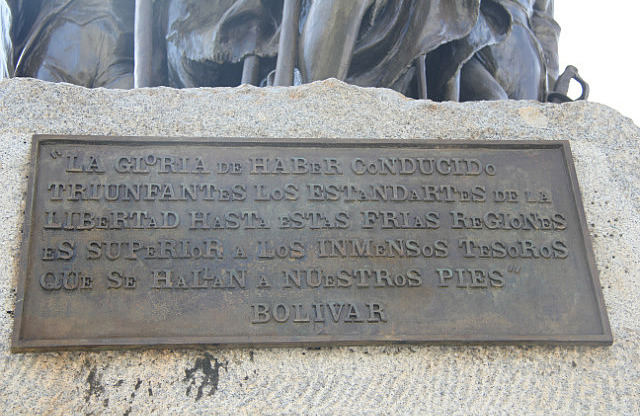 "LA GLORIA DE HABER CONDUCIDO
TRIUNFANTES LOS ESTANDARTES DE LA
LIBERTAD HASTA ESTAS FRIAS REGIONES
ES SUPERIOR A LOS INMENSOS TESOROS
QUE SE HALLAN A NUESTROS PIES"
BOLIVAR